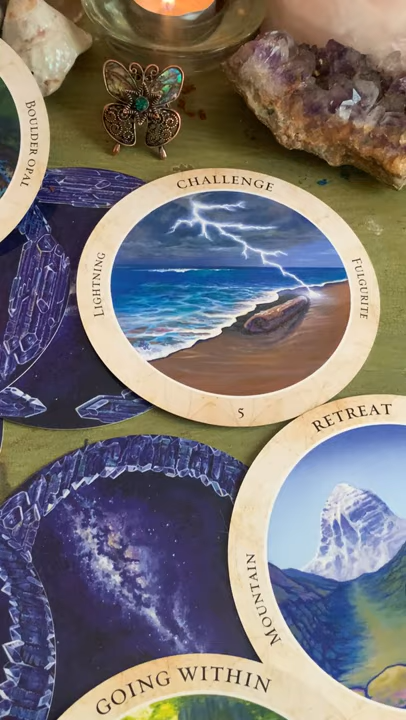 BOULDER OPAL
CHALLENGE
LIGHTNING
FULGURITE
5
RETREAT
MOUNTAIN
GOING WITHIN